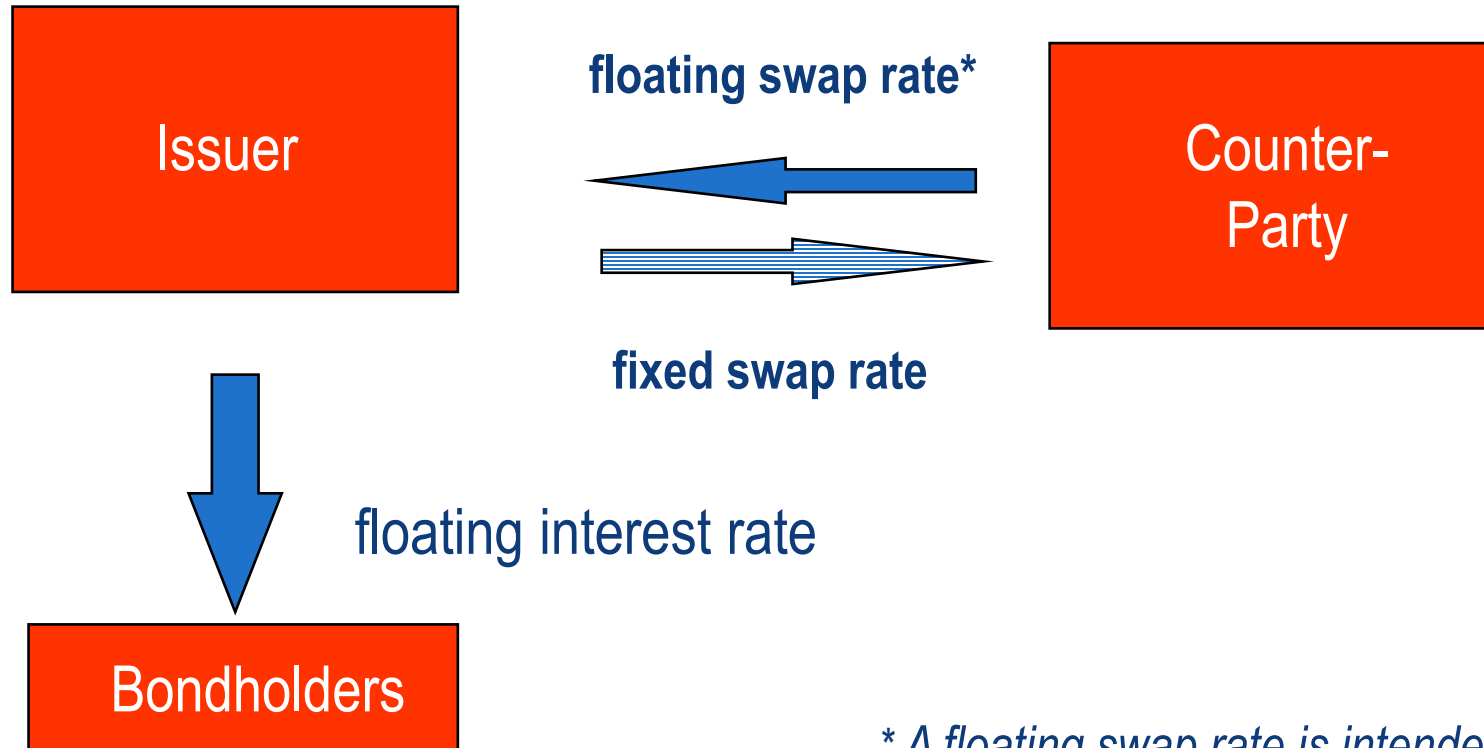 Issuer
floating swap rate*
Counter-
Party
fixed swap rate
floating interest rate
Bondholders
* A floating swap rate is intende